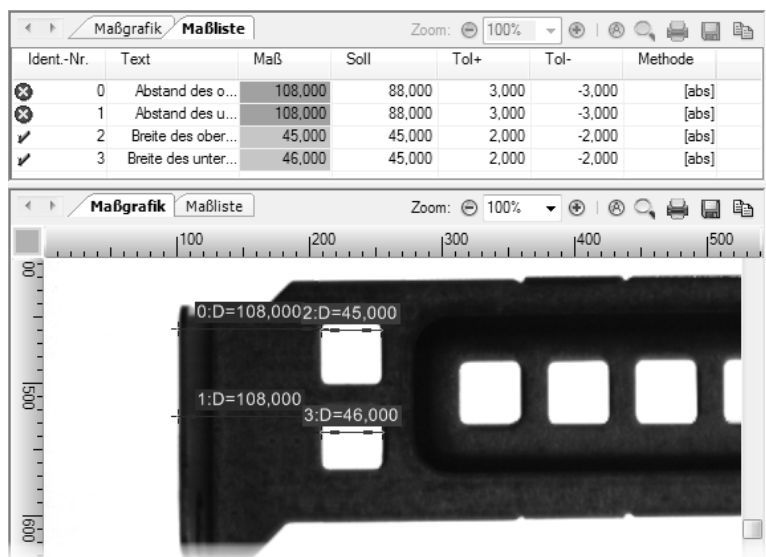 Maßgrafik Maßliste Zoom: 100%
Ident.-Nr. Text Maß Soll Tol+ Tol- Methode
0 Abstand des o... 108,000 88,000 3,000 -3,000 [abs]
1 Abstand des u... 108,000 88,000 3,000 -3,000 [abs]
2 Breite des ober... 45,000 45,000 2,000 -2,000 [abs]
3 Breite des unter... 46,000 45,000 2,000 -2,000 [abs]
Maßgrafik Maßliste Zoom: 100%
100 200 300 400 500
00
0:D=108,000 2:D=45,000
500
1:D=108,000
3:D=46,000
600